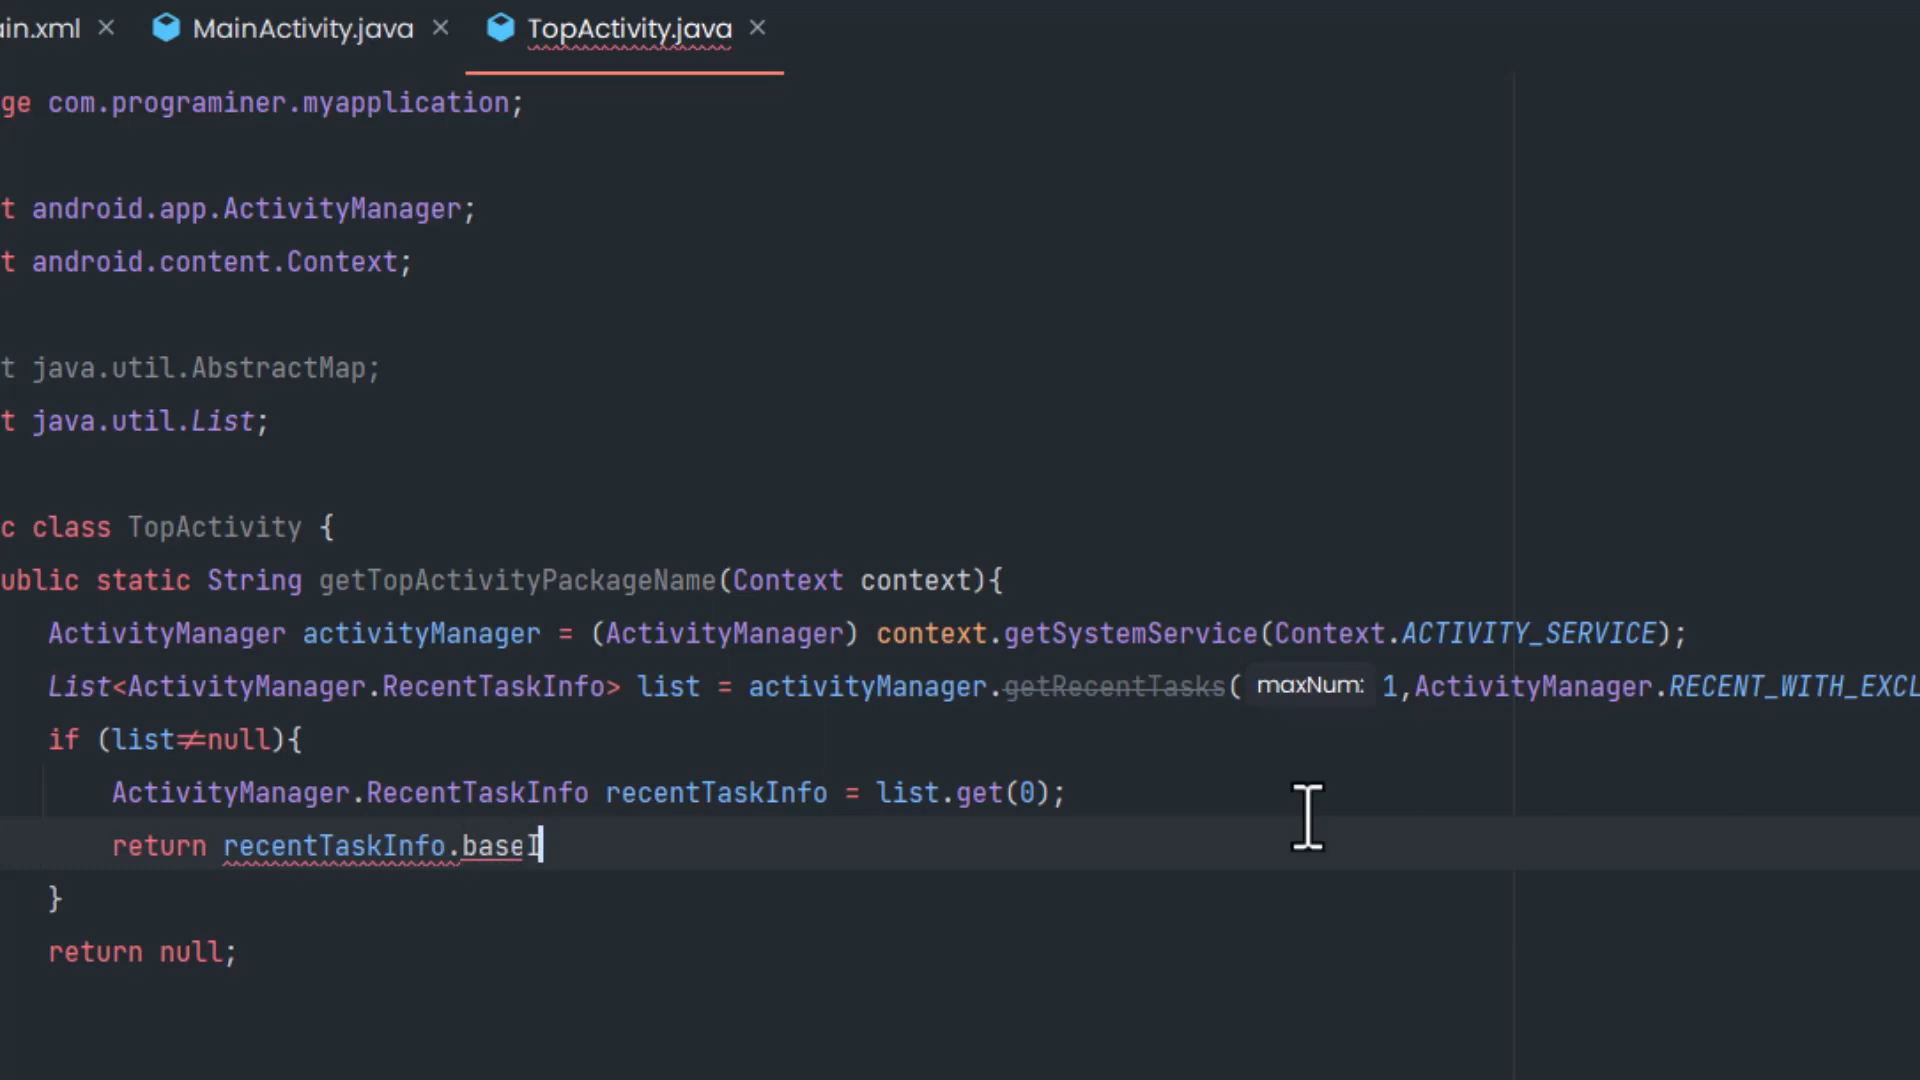 in.xml × MainActivity.java × TopActivity.java ×
ge com.programiner.myapplication;
t android.app.ActivityManager;
t android.content.Context;
t java.util.AbstractMap;
t java.util.List;
c class TopActivity {
ublic static String getTopActivityPackageName(Context context){
ActivityManager activityManager = (ActivityManager) context.getSystemService(Context.ACTIVITY_SERVICE);
List<ActivityManager.RecentTaskInfo> list = activityManager.getRecentTasks( maxNum: 1,ActivityManager.RECENT_WITH_EXCL
if (list≠null){
ActivityManager.RecentTaskInfo recentTaskInfo = list.get(0);
return recentTaskInfo.baseI
}
return null;